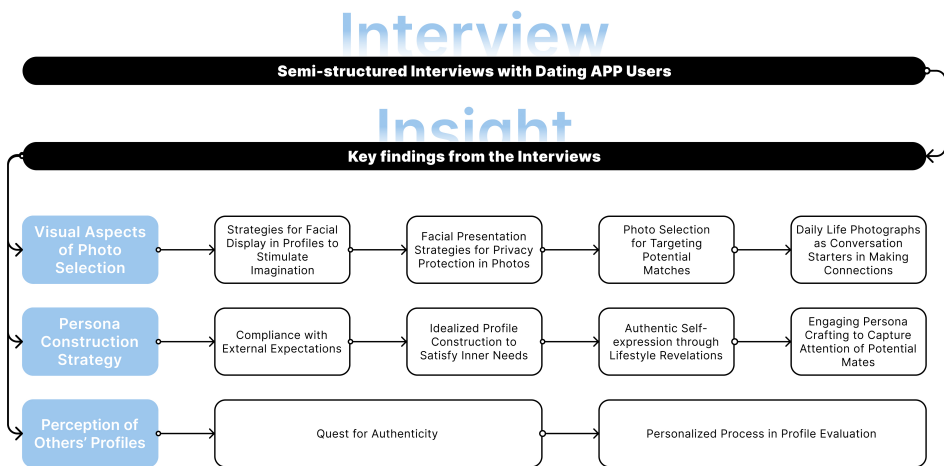 Interview
Semi-structured Interviews with Dating APP Users
Insight
Key findings from the Interviews
Visual Aspects
of Photo
Selection
Strategies for Facial
Display in Profiles to
Stimulate
Imagination
Facial Presentation
Strategies for Privacy
Protection in Photos
Photo Selection
for Targeting
Potential
Matches
Daily Life Photographs
as Conversation
Starters in Making
Connections
Persona
Construction
Strategy
Compliance with
External Expectations
Idealized Profile
Construction to
Satisfy Inner Needs
Authentic Self-
expression through
Lifestyle Revelations
Engaging Persona
Crafting to Capture
Attention of Potential
Mates
Perception of
Others’ Profiles
Quest for Authenticity
Personalized Process in Profile Evaluation